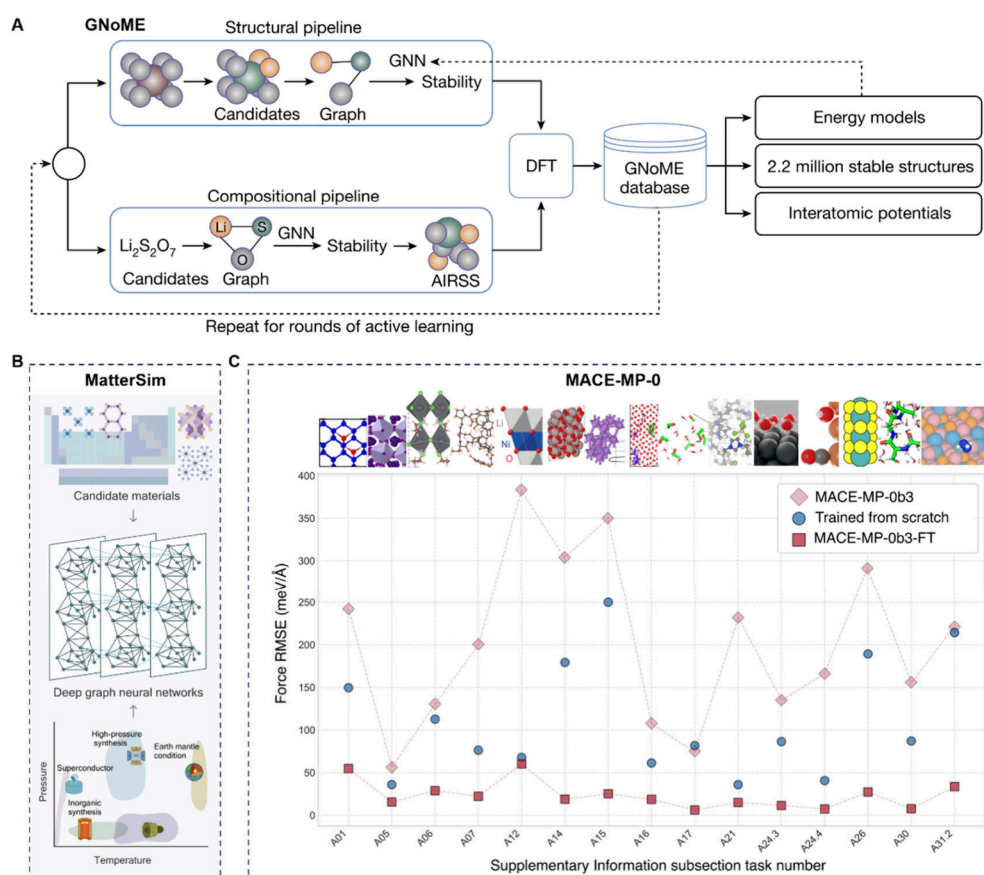 A
GNoME
Structural pipeline
GNN
Stability
Candidates
Graph
Compositional pipeline
Li₂S₂O₇
Li
S
O
GNN
Stability
Candidates
Graph
AIRSS
DFT
GNoME
database
Energy models
2.2 million stable structures
Interatomic potentials
Repeat for rounds of active learning
B
MatterSim
Candidate materials
Deep graph neural networks
High-pressure
synthesis
Earth mantle
condition
Superconductor
Inorganic
synthesis
Pressure
Temperature
C
MACE-MP-0
Li
Ni
O
MACE-MP-0b3
Trained from scratch
MACE-MP-0b3-FT
Force RMSE (meV/Å)
400
350
300
250
200
150
100
50
0
A01
A05
A06
A07
A12
A14
A15
A16
A17
A21
A24.3
A24.4
A26
A30
A31.2
Supplementary Information subsection task number